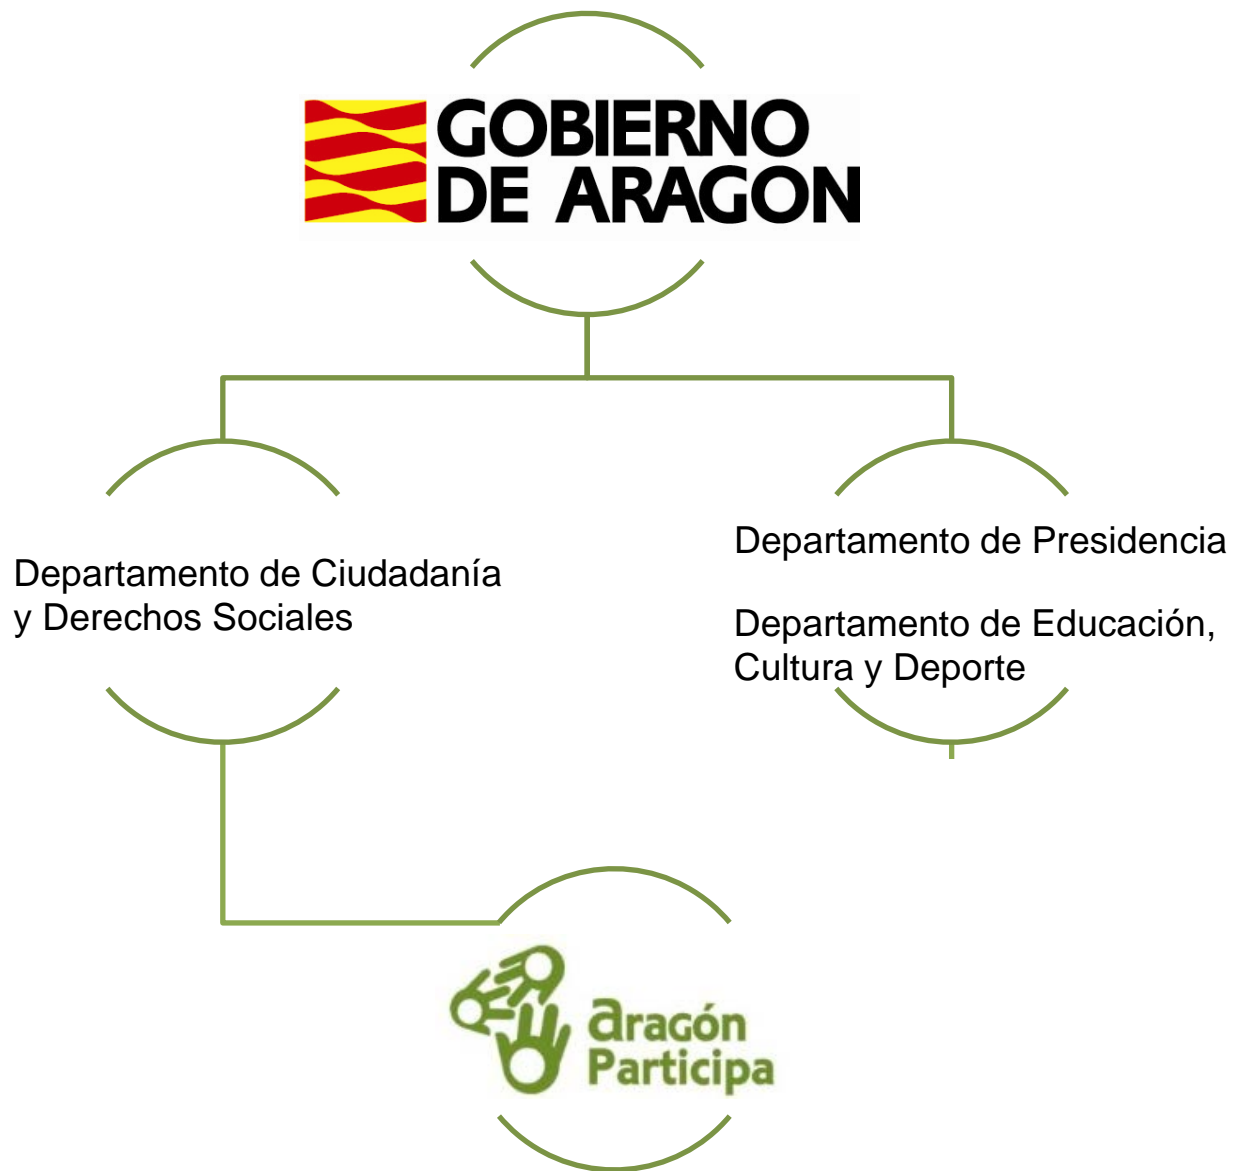 GOBIERNO
DE ARAGON
Departamento de Ciudadanía
y Derechos Sociales
Departamento de Presidencia
Departamento de Educación,
Cultura y Deporte
aragón
Participa